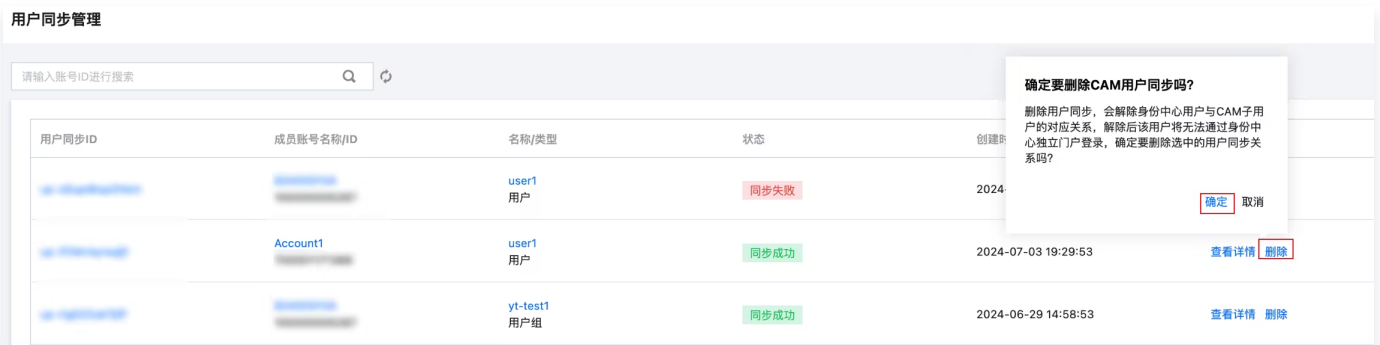 用户同步管理
请输入账号ID进行搜索
确定要删除CAM用户同步吗?
删除用户同步，会解除身份中心用户与CAM子用
户的对应关系，解除后该用户将无法通过身份中
心独立门户登录，确定要删除选中的用户同步关
系吗?
确定 取消
用户同步ID 成员账号名称/ID 名称/类型 状态 创建时
user1
用户
同步失败
2024-
Account1
user1
用户
同步成功
2024-07-03 19:29:53
查看详情 删除
yt-test1
用户组
同步成功
2024-06-29 14:58:53
查看详情 删除